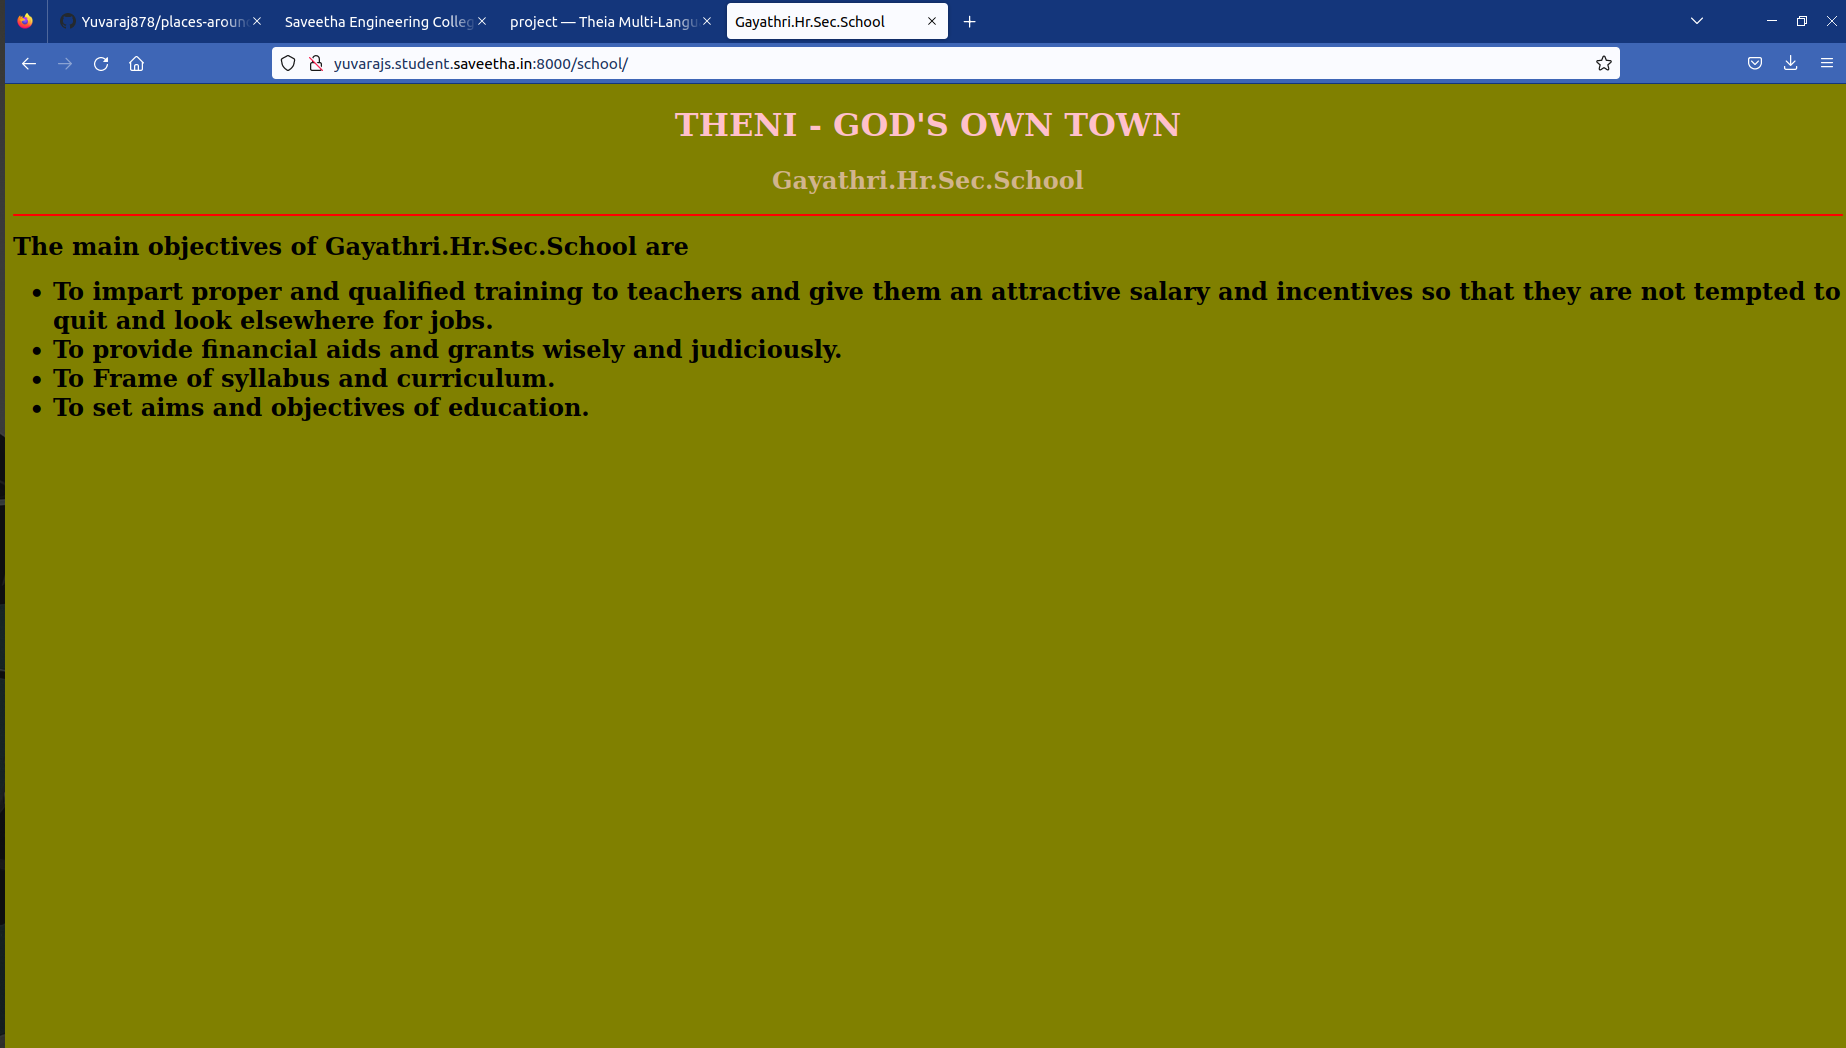 Yuvaraj878/places-aroun
Saveetha Engineering Colleg
project — Theia Multi-Langu
Gayathri.Hr.Sec.School
yuvarajs.student.saveetha.in:8000/school/
THENI - GOD'S OWN TOWN
Gayathri.Hr.Sec.School
The main objectives of Gayathri.Hr.Sec.School are
• To impart proper and qualified training to teachers and give them an attractive salary and incentives so that they are not tempted to
quit and look elsewhere for jobs.
• To provide financial aids and grants wisely and judiciously.
• To Frame of syllabus and curriculum.
• To set aims and objectives of education.